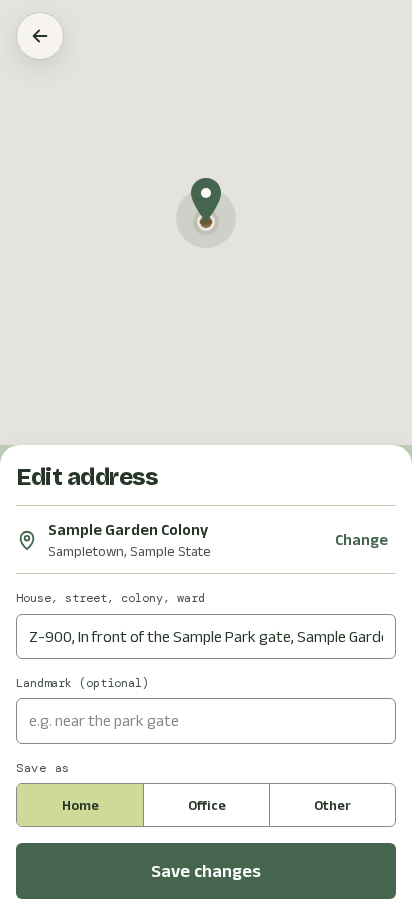 Edit address
Sample Garden Colony
Sampletown, Sample State
Change
House, street, colony, ward
Z-900, In front of the Sample Park gate, Sample Garde
Landmark (optional)
e.g. near the park gate
Save as
Home
Office
Other
Save changes